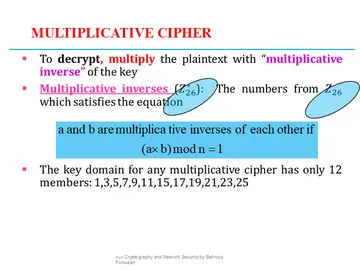 MULTIPLICATIVE CIPHER
▪ To decrypt, multiply the plaintext with “multiplicative
inverse” of the key
▪ Multiplicative inverses (Z*26): The numbers from Z26
which satisfies the equation
a and b are multiplica tive inverses of each other if
(a× b) mod n = 1
▪ The key domain for any multiplicative cipher has only 12
members: 1,3,5,7,9,11,15,17,19,21,23,25
Cryptography and Network Security by Behrouz
Forouzan